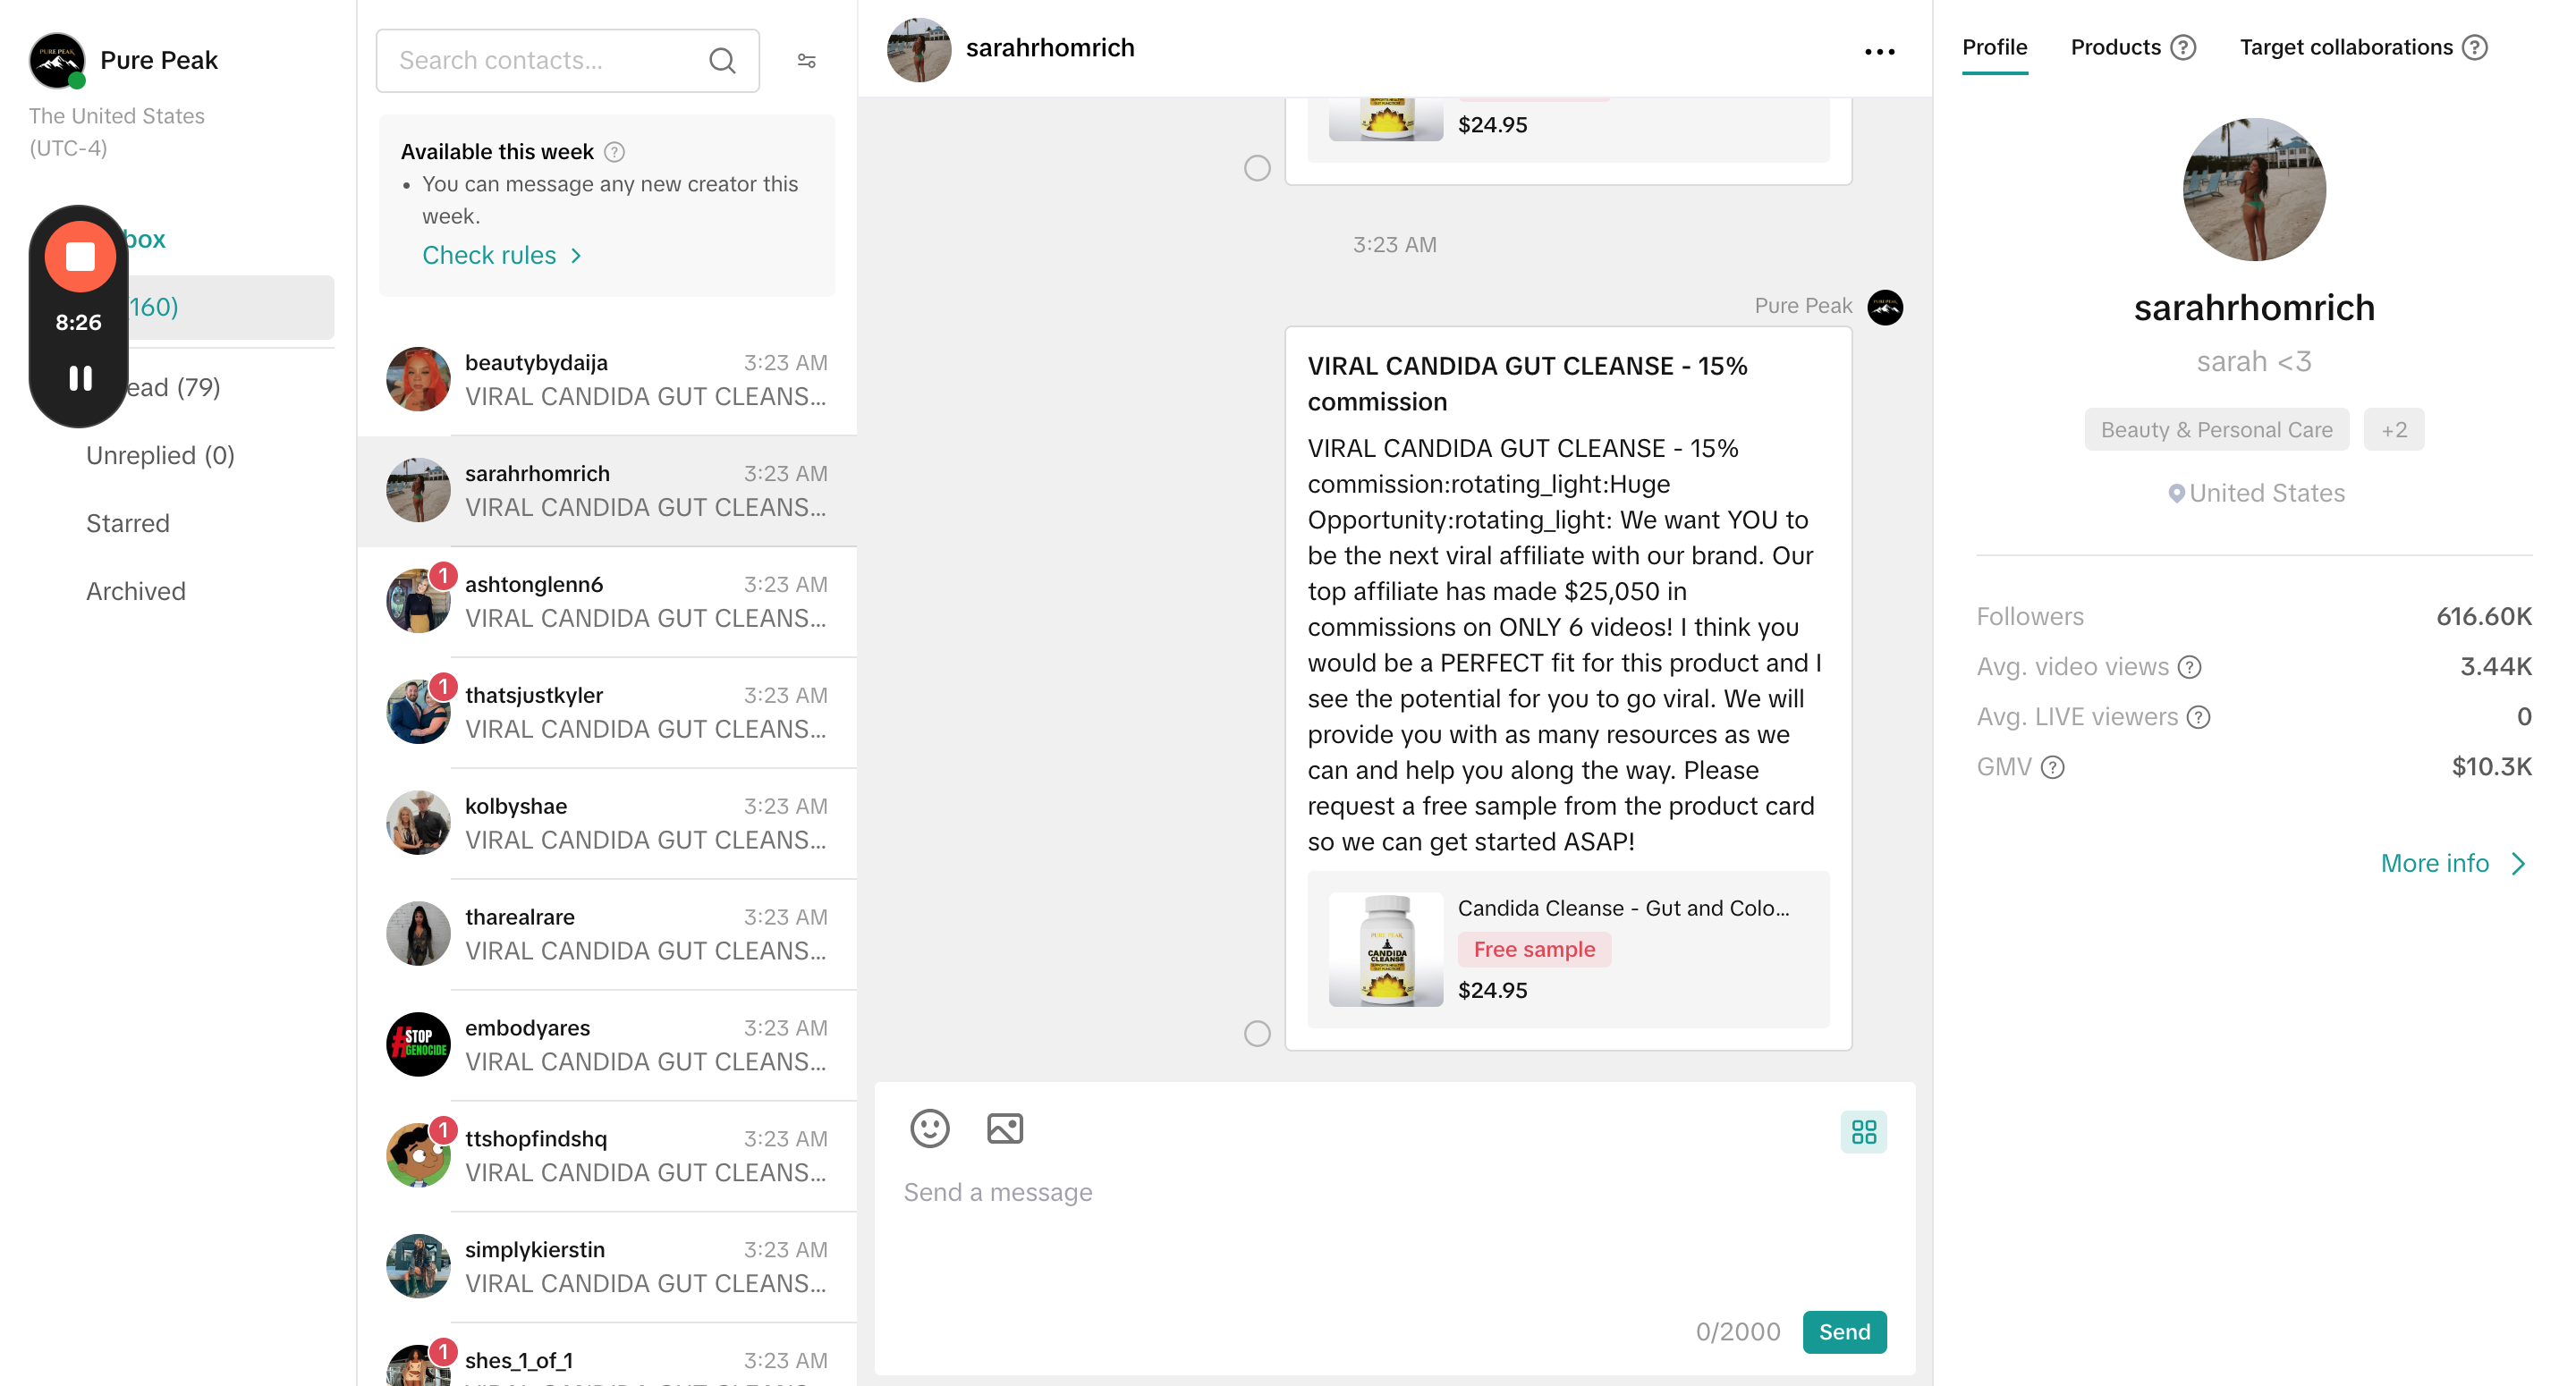 Pure Peak
The United States
(UTC-4)
box
160)
8:26
ead (79)
Unreplied (0)
Starred
Archived
Search contacts...
Available this week ?
• You can message any new creator this
week.
Check rules >
beautybydaija 3:23 AM
VIRAL CANDIDA GUT CLEANS...
sarahrhomrich 3:23 AM
VIRAL CANDIDA GUT CLEANS...
1
ashtonglenn6 3:23 AM
VIRAL CANDIDA GUT CLEANS...
1
thatsjustkyler 3:23 AM
VIRAL CANDIDA GUT CLEANS...
kolbyshae 3:23 AM
VIRAL CANDIDA GUT CLEANS...
tharealrare 3:23 AM
VIRAL CANDIDA GUT CLEANS...
#STOP
GENOCIDE
embodyares 3:23 AM
VIRAL CANDIDA GUT CLEANS...
1
ttshopfindshq 3:23 AM
VIRAL CANDIDA GUT CLEANS...
simplykierstin 3:23 AM
VIRAL CANDIDA GUT CLEANS...
1
shes_1_of_1 3:23 AM
sarahrhomrich
$24.95
3:23 AM
Pure Peak
VIRAL CANDIDA GUT CLEANSE - 15%
commission
VIRAL CANDIDA GUT CLEANSE - 15%
commission:rotating_light:Huge
Opportunity:rotating_light: We want YOU to
be the next viral affiliate with our brand. Our
top affiliate has made $25,050 in
commissions on ONLY 6 videos! I think you
would be a PERFECT fit for this product and I
see the potential for you to go viral. We will
provide you with as many resources as we
can and help you along the way. Please
request a free sample from the product card
so we can get started ASAP!
PURE PEAK
CANDIDA
CLEANSE
Candida Cleanse - Gut and Colo...
Free sample
$24.95
Send a message
0/2000
Send
Profile Products ? Target collaborations ?
sarahrhomrich
sarah <3
Beauty & Personal Care +2
United States
Followers 616.60K
Avg. video views ? 3.44K
Avg. LIVE viewers ? 0
GMV ? $10.3K
More info >